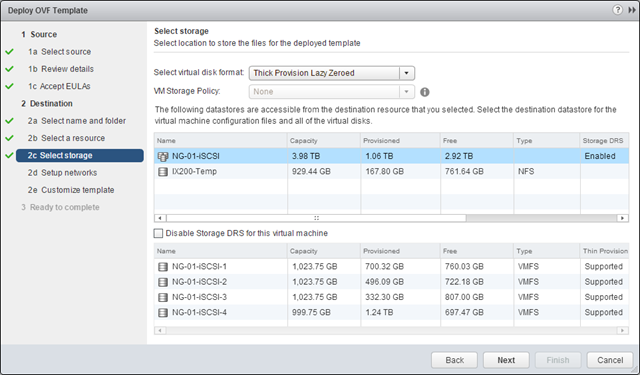 Deploy OVF Template
1 Source
1a Select source
1b Review details
1c Accept EULAs
2 Destination
2a Select name and folder
2b Select a resource
2c Select storage
2d Setup networks
2e Customize template
3 Ready to complete
Select storage
Select location to store the files for the deployed template
Select virtual disk format: Thick Provision Lazy Zeroed
VM Storage Policy: None
The following datastores are accessible from the destination resource that you selected. Select the destination datastore for the
virtual machine configuration files and all of the virtual disks.
Name Capacity Provisioned Free Type Storage DRS
NG-01-iSCSI 3.98 TB 1.06 TB 2.92 TB Enabled
IX200-Temp 929.44 GB 167.80 GB 761.64 GB NFS
Disable Storage DRS for this virtual machine
Name Capacity Provisioned Free Type Thin Provision
NG-01-iSCSI-1 1,023.75 GB 700.32 GB 760.03 GB VMFS Supported
NG-01-iSCSI-2 1,023.75 GB 496.09 GB 722.18 GB VMFS Supported
NG-01-iSCSI-3 1,023.75 GB 332.30 GB 807.00 GB VMFS Supported
NG-01-iSCSI-4 999.75 GB 1.24 TB 697.47 GB VMFS Supported
Back Next Finish Cancel